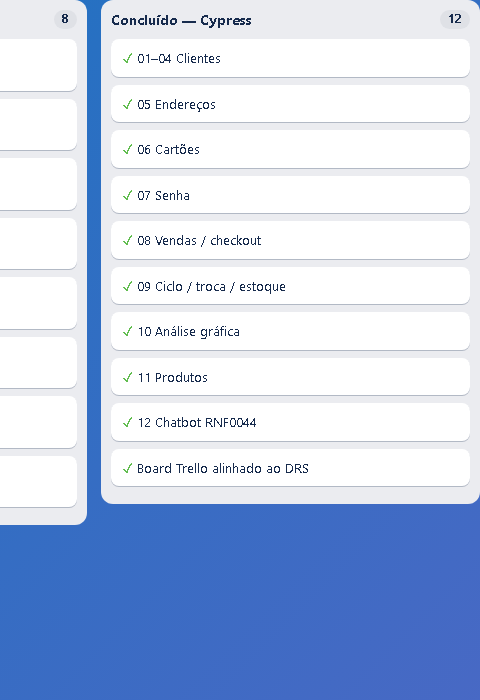 8
Concluído — Cypress 12
✓ 01–04 Clientes
✓ 05 Endereços
✓ 06 Cartões
✓ 07 Senha
✓ 08 Vendas / checkout
✓ 09 Ciclo / troca / estoque
✓ 10 Análise gráfica
✓ 11 Produtos
✓ 12 Chatbot RNF0044
✓ Board Trello alinhado ao DRS